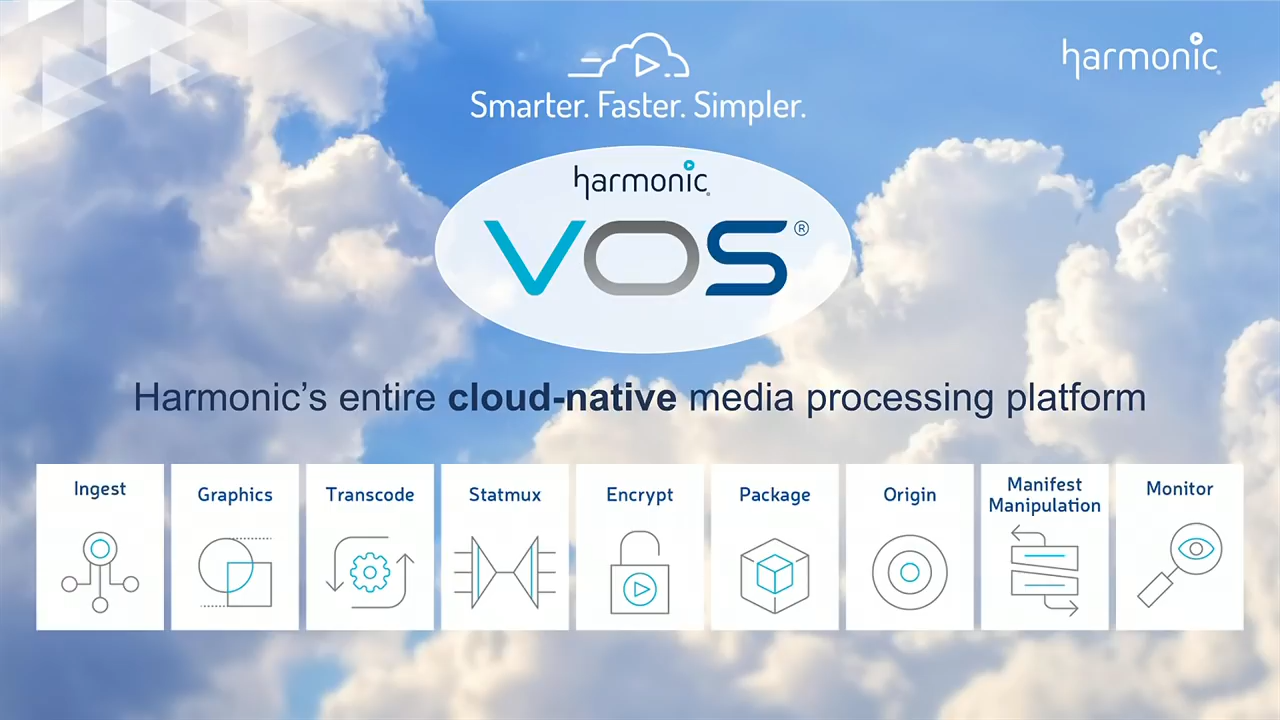 Smarter. Faster. Simpler.
harmonic
harmonic
VOS®
Harmonic’s entire cloud-native media processing platform
Ingest
Graphics
Transcode
Statmux
Encrypt
Package
Origin
Manifest
Manipulation
Monitor